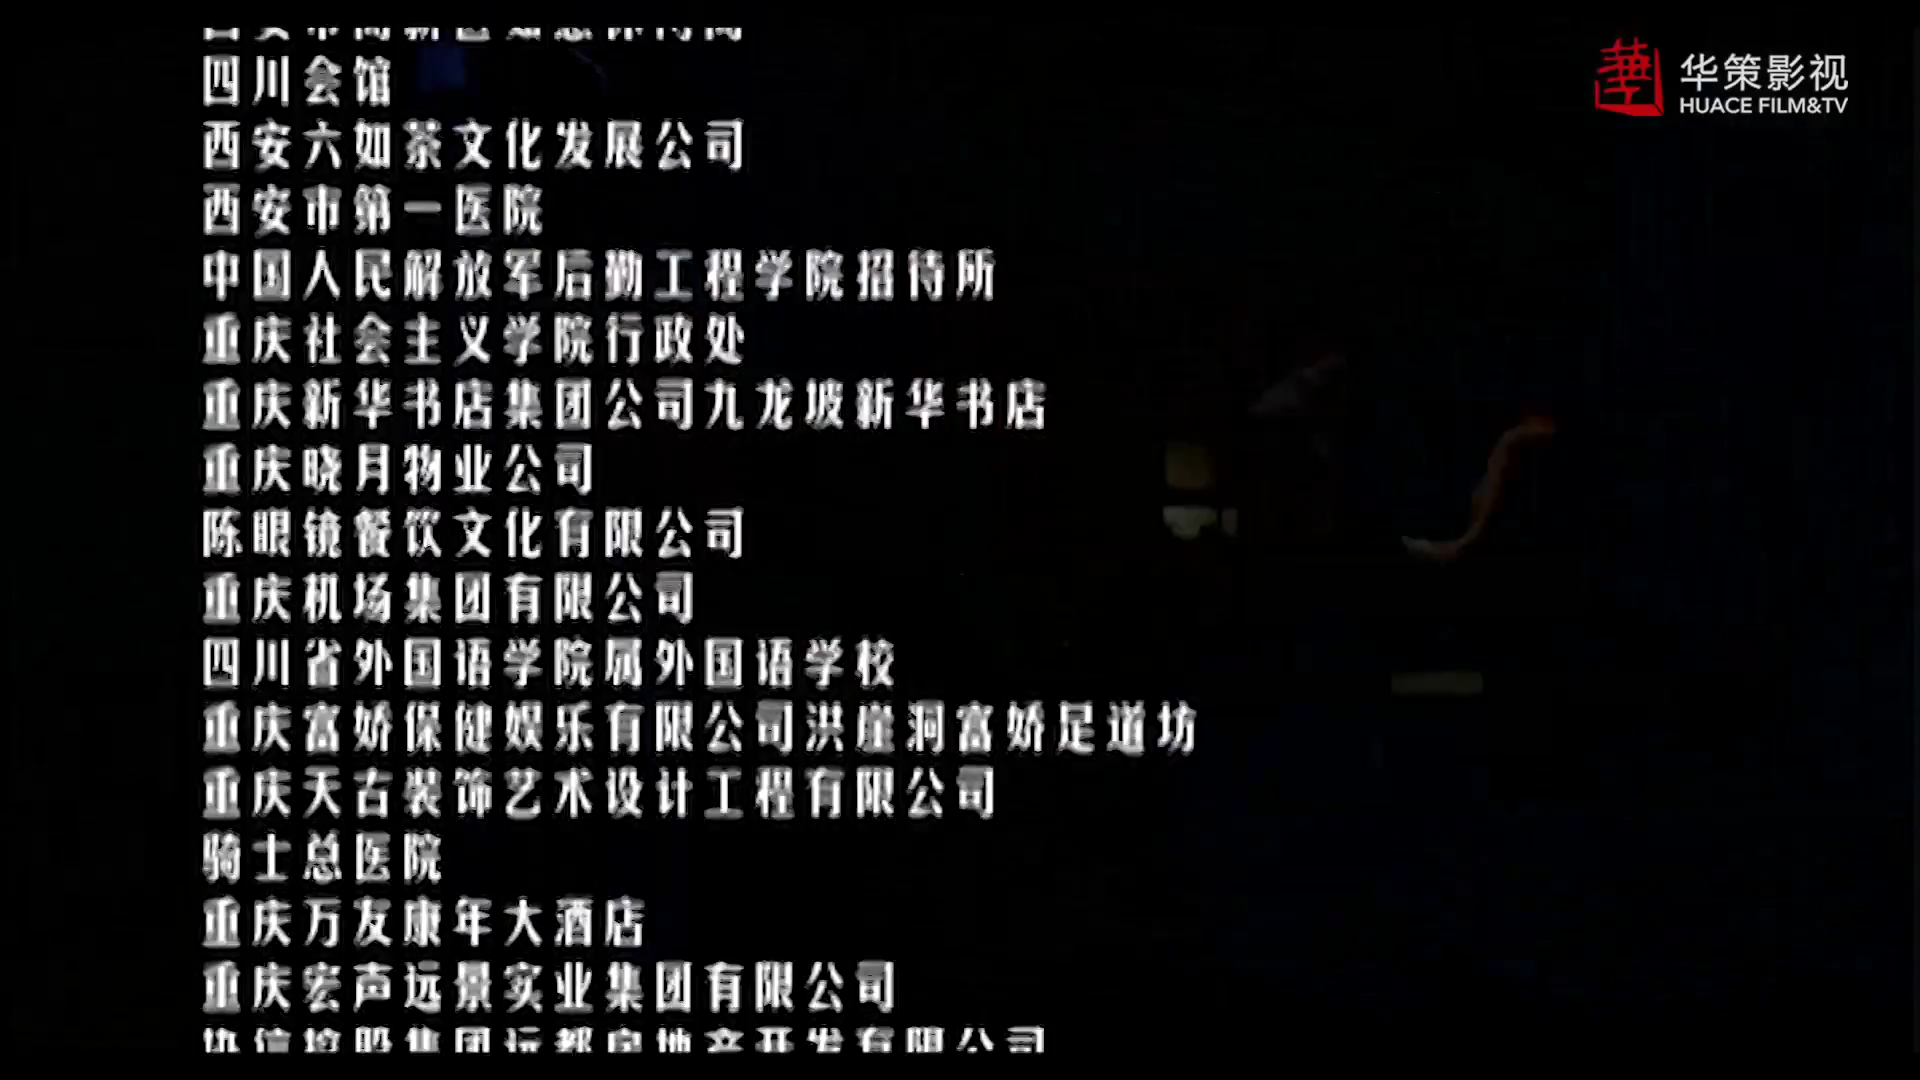 四川会馆
西安六如茶文化发展公司
西安市第一医院
中国人民解放军后勤工程学院招待所
重庆社会主义学院行政处
重庆新华书店集团公司九龙坡新华书店
重庆晓月物业公司
陈眼镜餐饮文化有限公司
重庆机场集团有限公司
四川省外国语学院属外国语学校
重庆富娇保健娱乐有限公司洪崖洞富娇足道坊
重庆天古装饰艺术设计工程有限公司
骑士总医院
重庆万友康年大酒店
重庆宏声远景实业集团有限公司
華
华策影视
HUACE FILM&TV